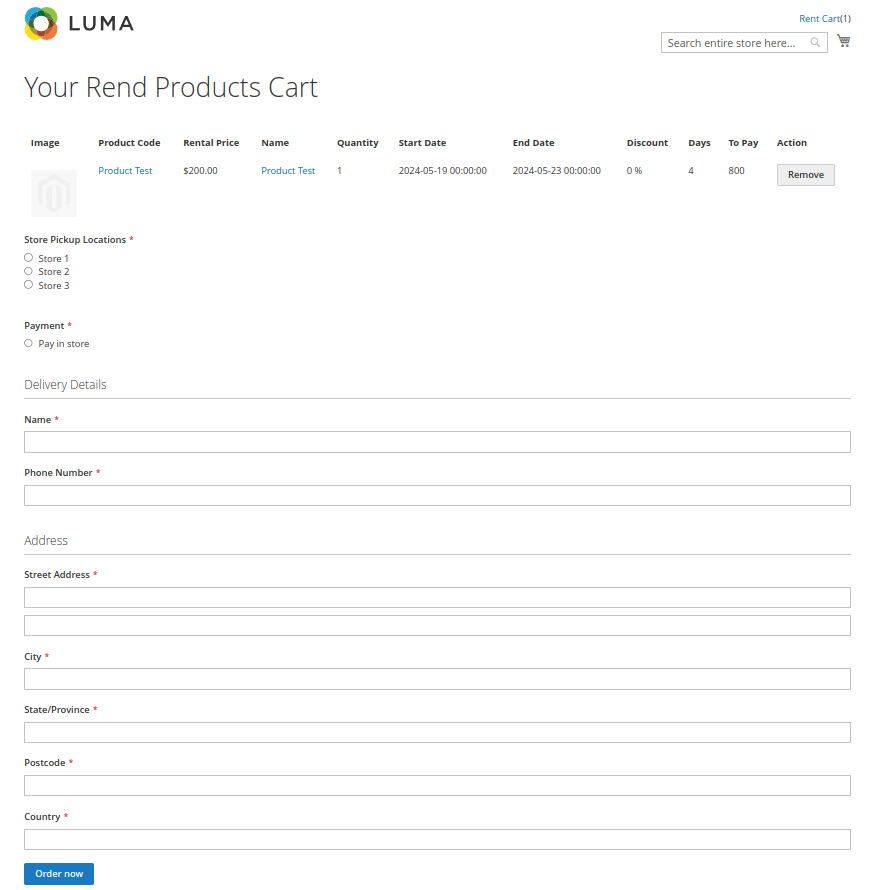 LUMA
Rent Cart(1)
Search entire store here...
Your Rend Products Cart
Image Product Code Rental Price Name Quantity Start Date End Date Discount Days To Pay Action
Product Test $200.00 Product Test 1 2024-05-19 00:00:00 2024-05-23 00:00:00 0 % 4 800 Remove
Store Pickup Locations *
Store 1
Store 2
Store 3
Payment *
Pay in store
Delivery Details
Name *
Phone Number *
Address
Street Address *
City *
State/Province *
Postcode *
Country *
Order now